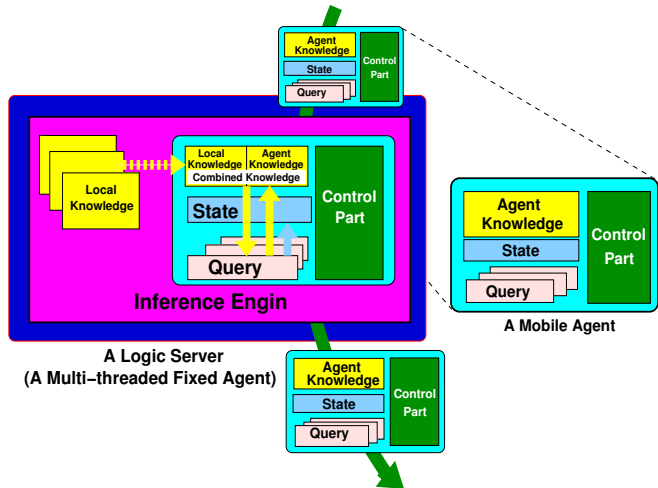 Agent
Knowledge
State
Query
Control
Part
Local
Knowledge
Local
Knowledge
Agent
Knowledge
Combined Knowledge
State
Query
Control
Part
Inference Engin
A Logic Server
(A Multi−threaded Fixed Agent)
Agent
Knowledge
State
Query
Control
Part
A Mobile Agent
Agent
Knowledge
State
Query
Control
Part